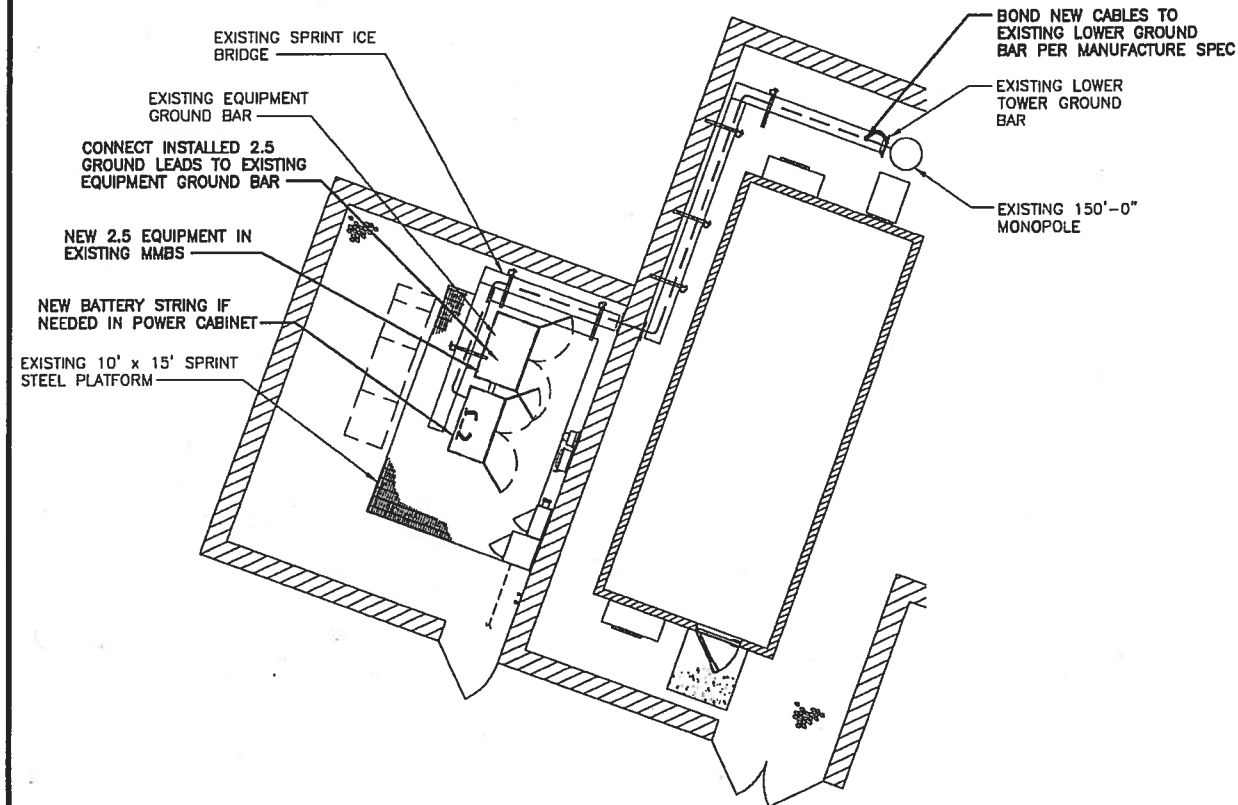 EXISTING SPRINT ICE
BRIDGE
EXISTING EQUIPMENT
GROUND BAR
CONNECT INSTALLED 2.5
GROUND LEADS TO EXISTING
EQUIPMENT GROUND BAR
NEW 2.5 EQUIPMENT IN
EXISTING MMBS
NEW BATTERY STRING IF
NEEDED IN POWER CABINET
EXISTING 10' x 15' SPRINT
STEEL PLATFORM
BOND NEW CABLES TO
EXISTING LOWER GROUND
BAR PER MANUFACTURE SPEC
EXISTING LOWER
TOWER GROUND
BAR
EXISTING 150'-0"
MONOPOLE